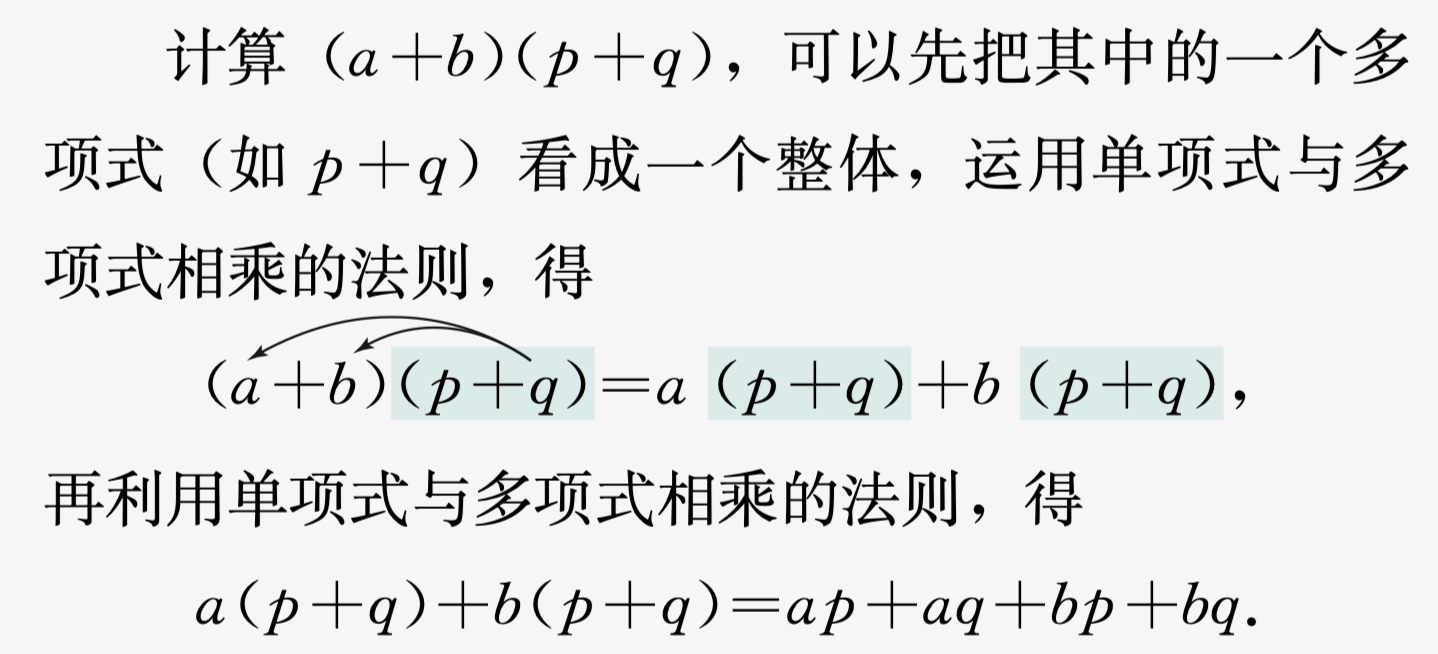 计算 (a+b)(p+q)，可以先把其中的一个多
项式（如 p+q）看成一个整体，运用单项式与多
项式相乘的法则，得
(a+b)(p+q)=a (p+q)+b (p+q)，
再利用单项式与多项式相乘的法则，得
a(p+q)+b(p+q)=ap+aq+bp+bq.